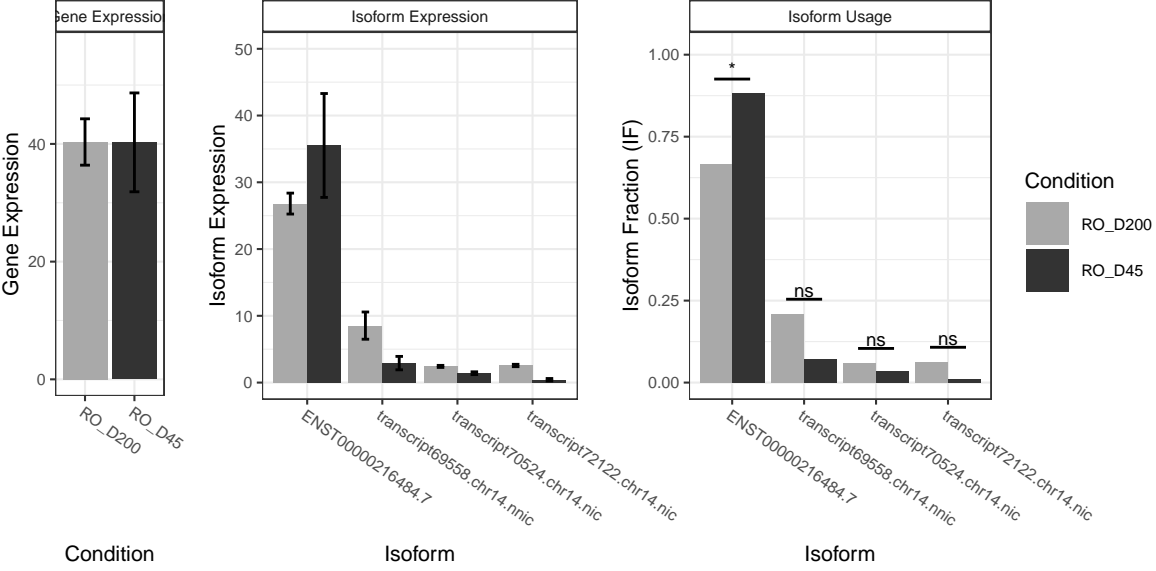 Gene Expression
Isoform Expression
Isoform Usage
Gene Expression
40
20
0
RO_D200
RO_D45
Condition
Isoform Expression
50
40
30
20
10
0
ENST00000216484.7
transcript69558.chr14.nnic
transcript70524.chr14.nic
transcript72122.chr14.nic
Isoform
Isoform Fraction (IF)
1.00
0.75
0.50
0.25
0.00
*
ns
ns
ns
ENST00000216484.7
transcript69558.chr14.nnic
transcript70524.chr14.nic
transcript72122.chr14.nic
Isoform
Condition
RO_D200
RO_D45